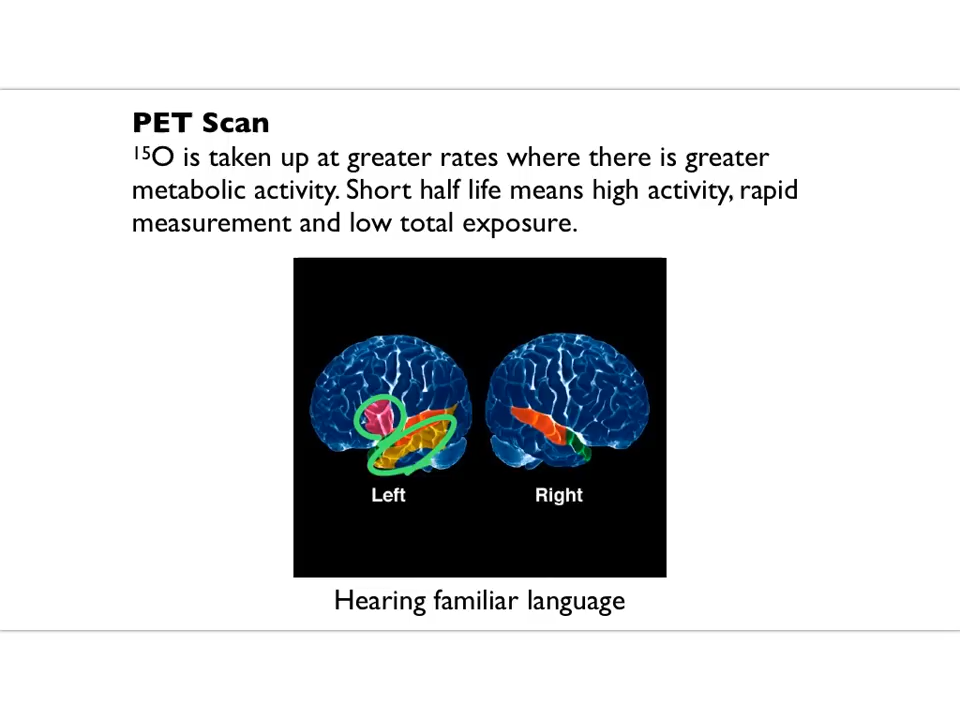 PET Scan
¹⁵O is taken up at greater rates where there is greater
metabolic activity. Short half life means high activity, rapid
measurement and low total exposure.
Left
Right
Hearing familiar language